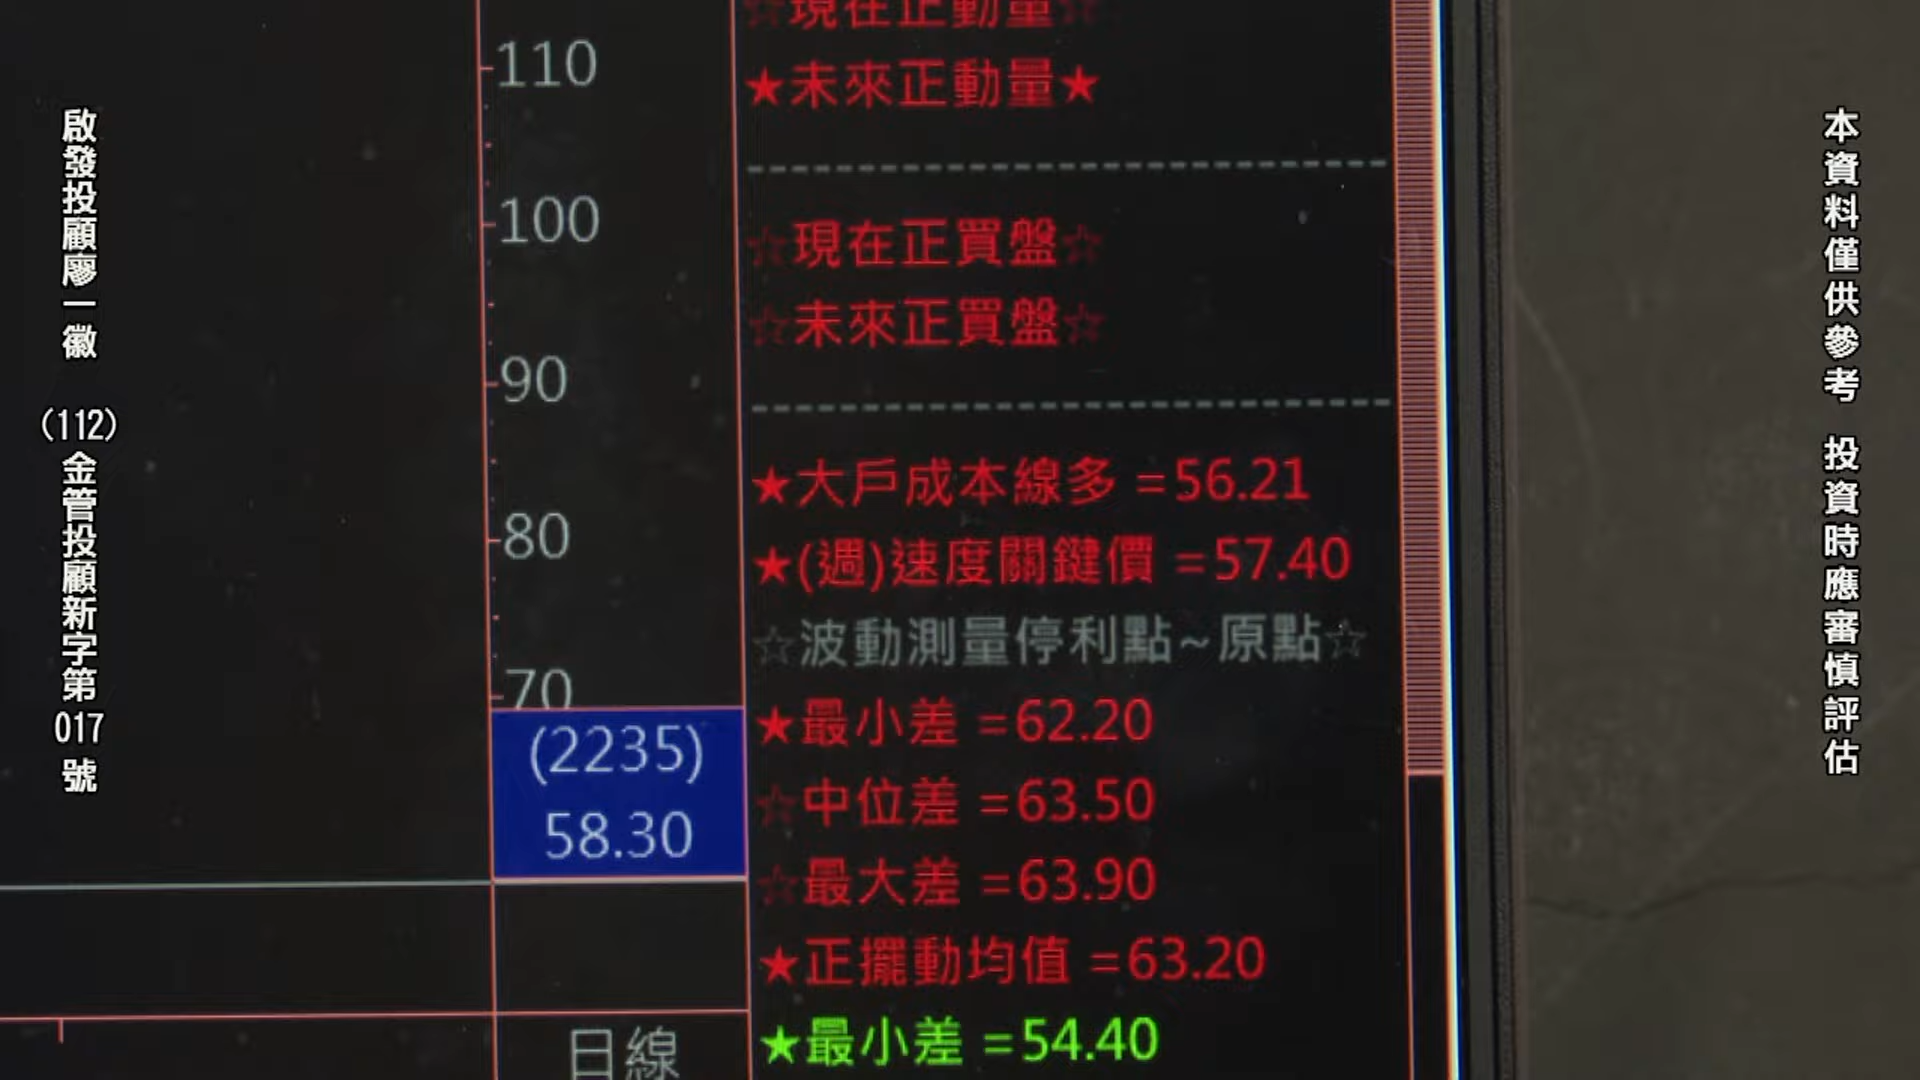 啟發投顧廖一徽 (112)金管投顧新字第017號
110
100
90
80
70
(2235)
58.30
日線
☆現在正動量☆
★未來正動量★
☆現在正買盤☆
☆未來正買盤☆
★大戶成本線多 =56.21
★(週)速度關鍵價 =57.40
☆波動測量停利點~原點☆
★最小差 =62.20
☆中位差 =63.50
☆最大差 =63.90
★正擺動均值 =63.20
★最小差 =54.40
本資料僅供參考 投資時應審慎評估